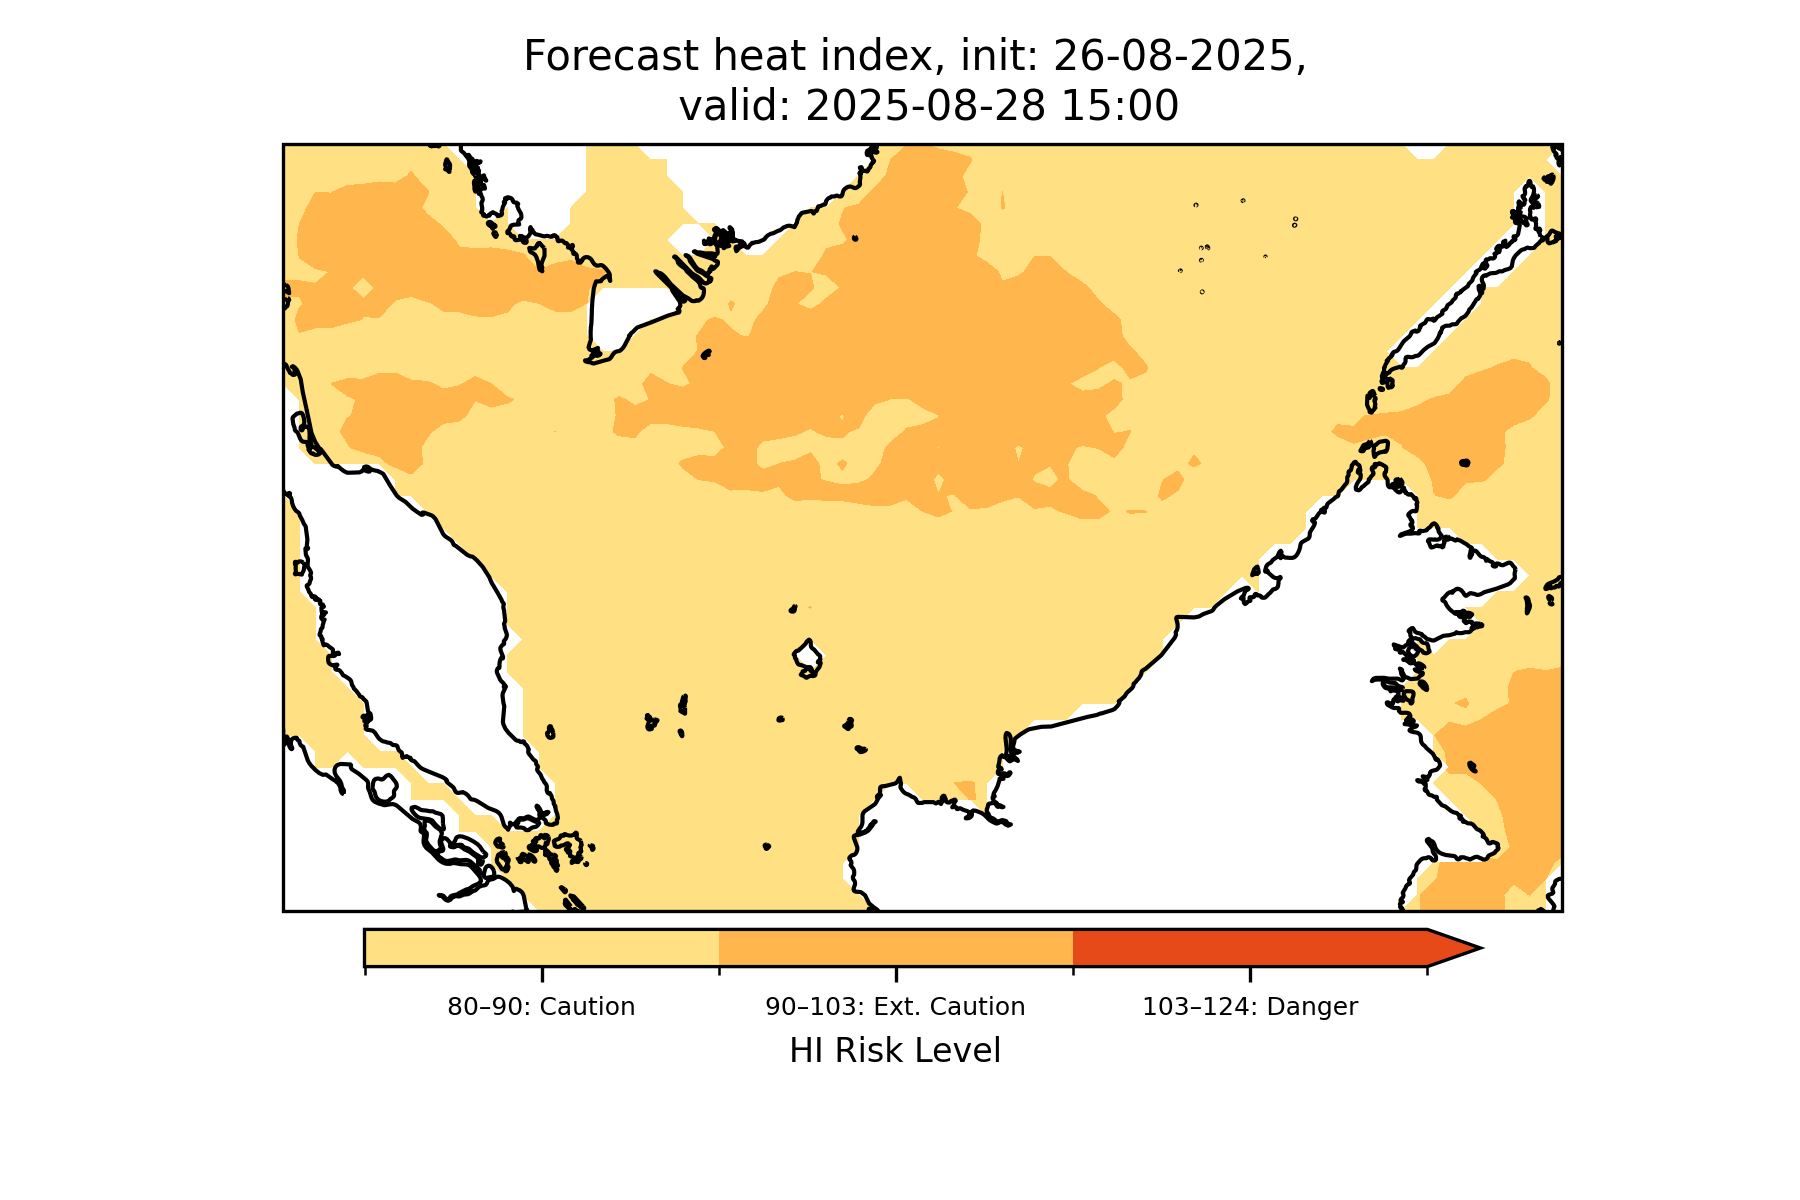 Forecast heat index, init: 26-08-2025,
valid: 2025-08-28 15:00
80–90: Caution
90–103: Ext. Caution
103–124: Danger
HI Risk Level